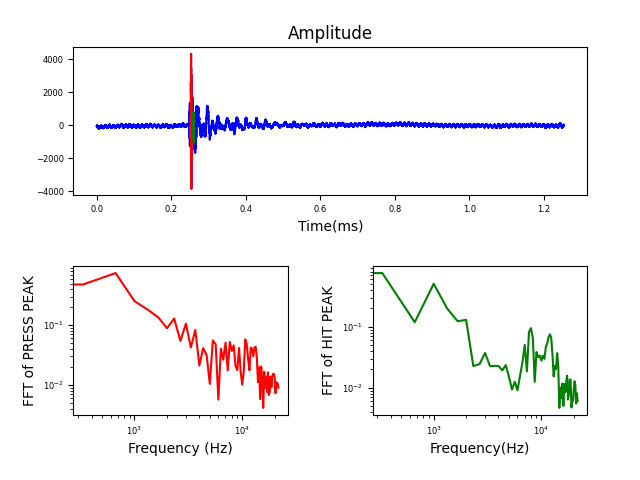 Amplitude
4000
2000
0
−2000
−4000
0.0 0.2 0.4 0.6 0.8 1.0 1.2
Time(ms)
FFT of PRESS PEAK
10⁻¹
10⁻²
10³ 10⁴
Frequency (Hz)
FFT of HIT PEAK
10⁻¹
10⁻²
10³ 10⁴
Frequency(Hz)